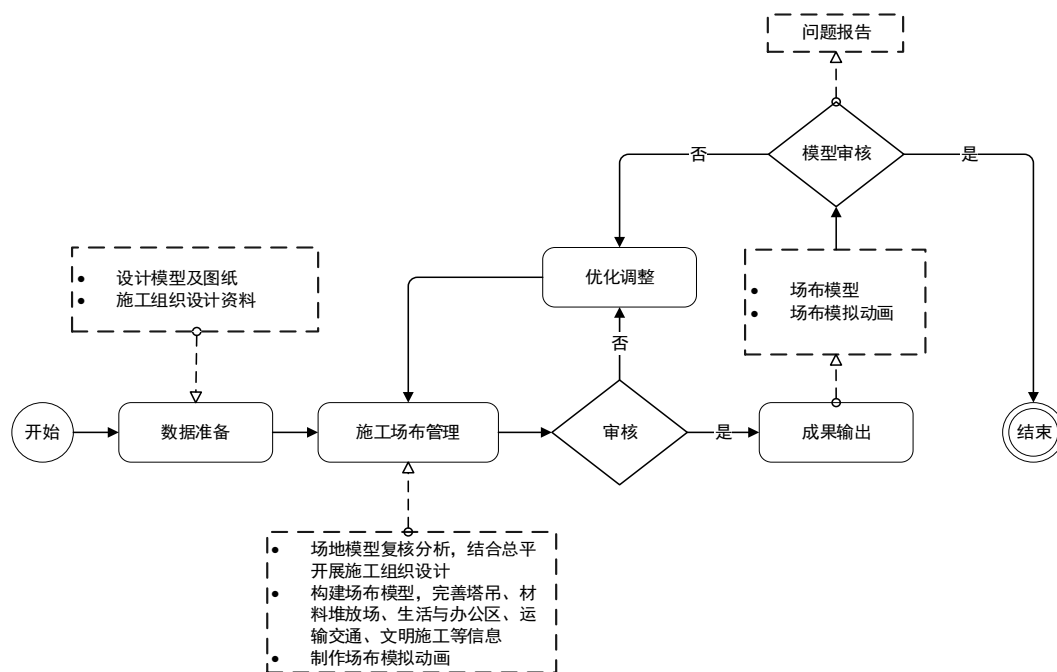 问题报告
模型审核
否
是
优化调整
• 设计模型及图纸
• 施工组织设计资料
• 场布模型
• 场布模拟动画
否
开始
数据准备
施工场布管理
审核
是
成果输出
结束
• 场地模型复核分析，结合总平
开展施工组织设计
• 构建场布模型，完善塔吊、材
料堆放场、生活与办公区、运
输交通、文明施工等信息
• 制作场布模拟动画